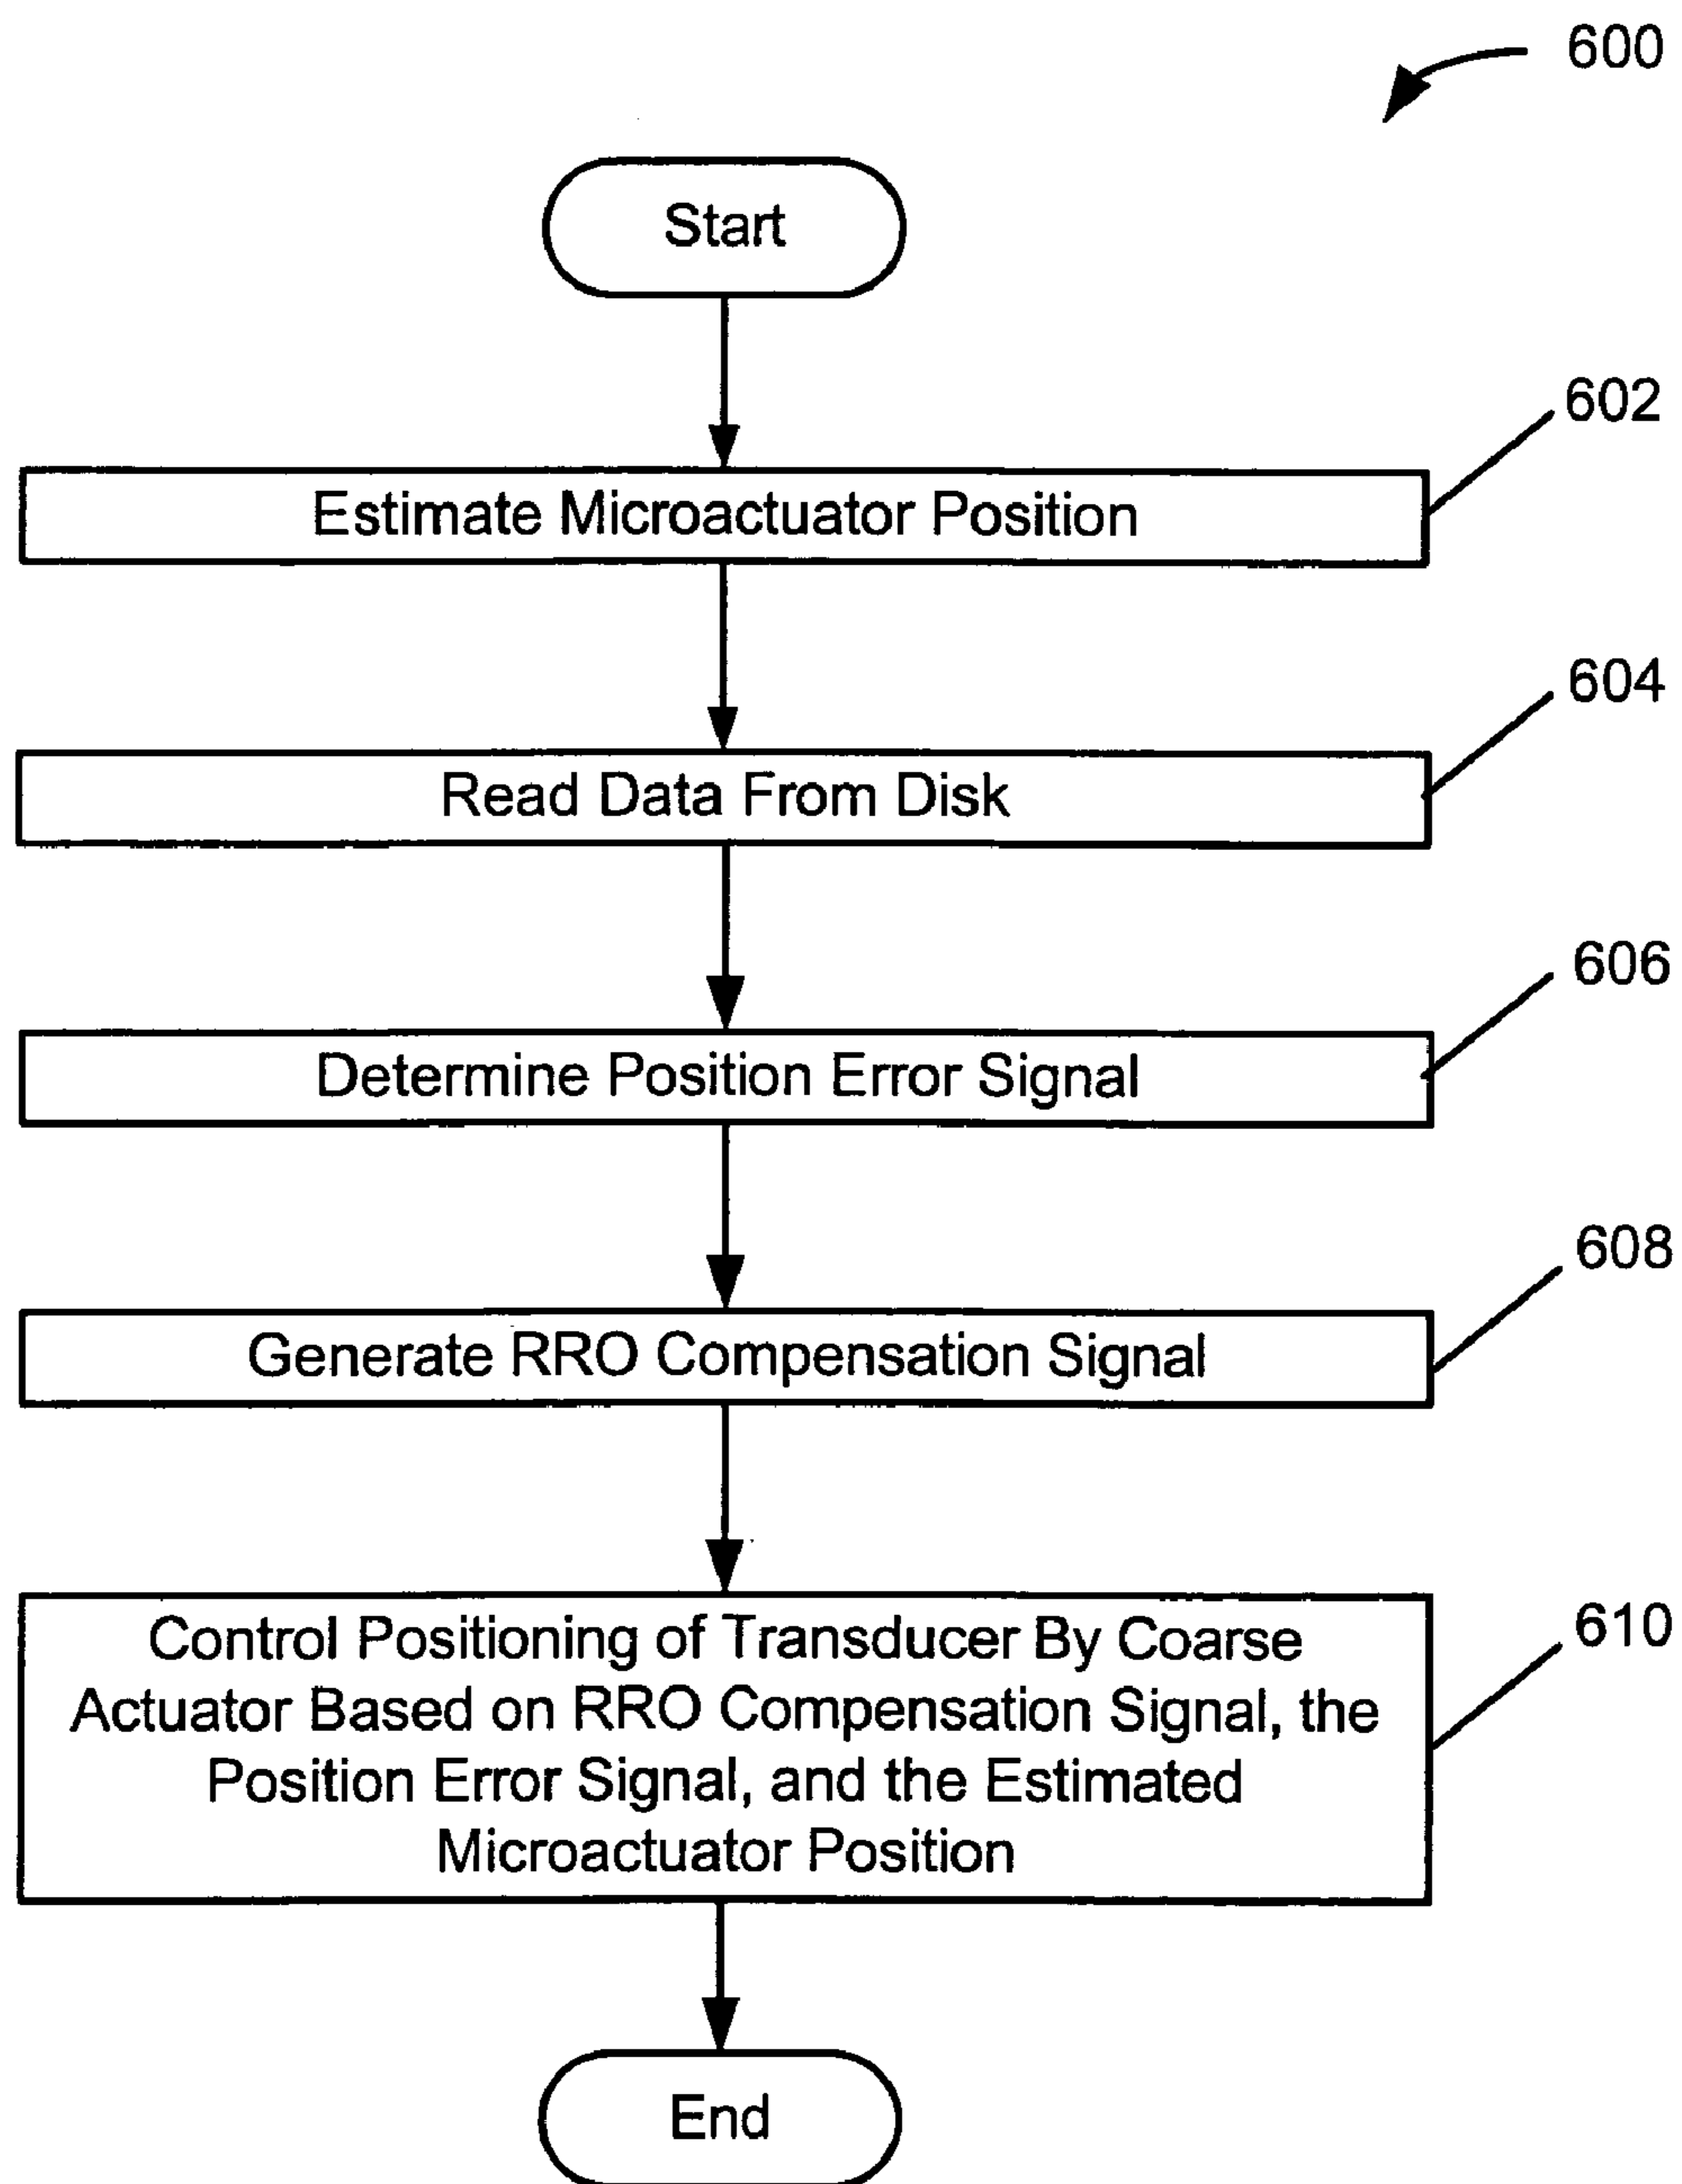 600
Start
602
Estimate Microactuator Position
604
Read Data From Disk
606
Determine Position Error Signal
608
Generate RRO Compensation Signal
610
Control Positioning of Transducer By Coarse
Actuator Based on RRO Compensation Signal, the
Position Error Signal, and the Estimated
Microactuator Position
End